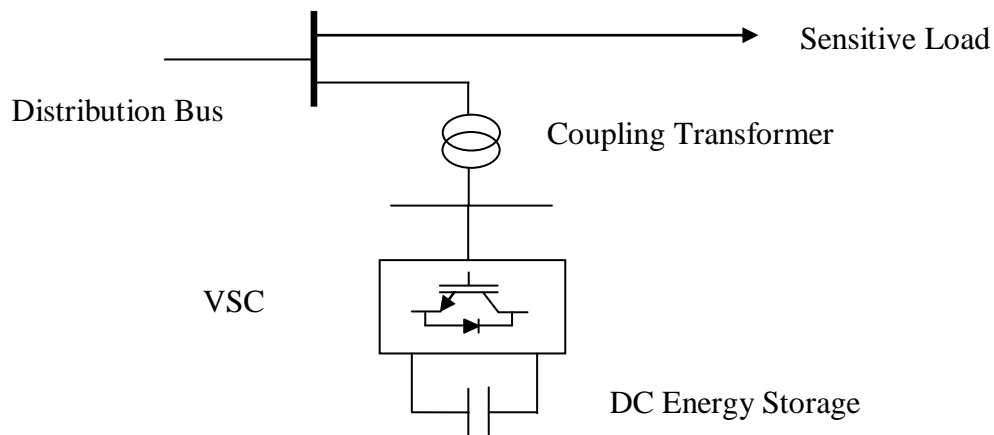 Sensitive Load
Distribution Bus
Coupling Transformer
VSC
DC Energy Storage